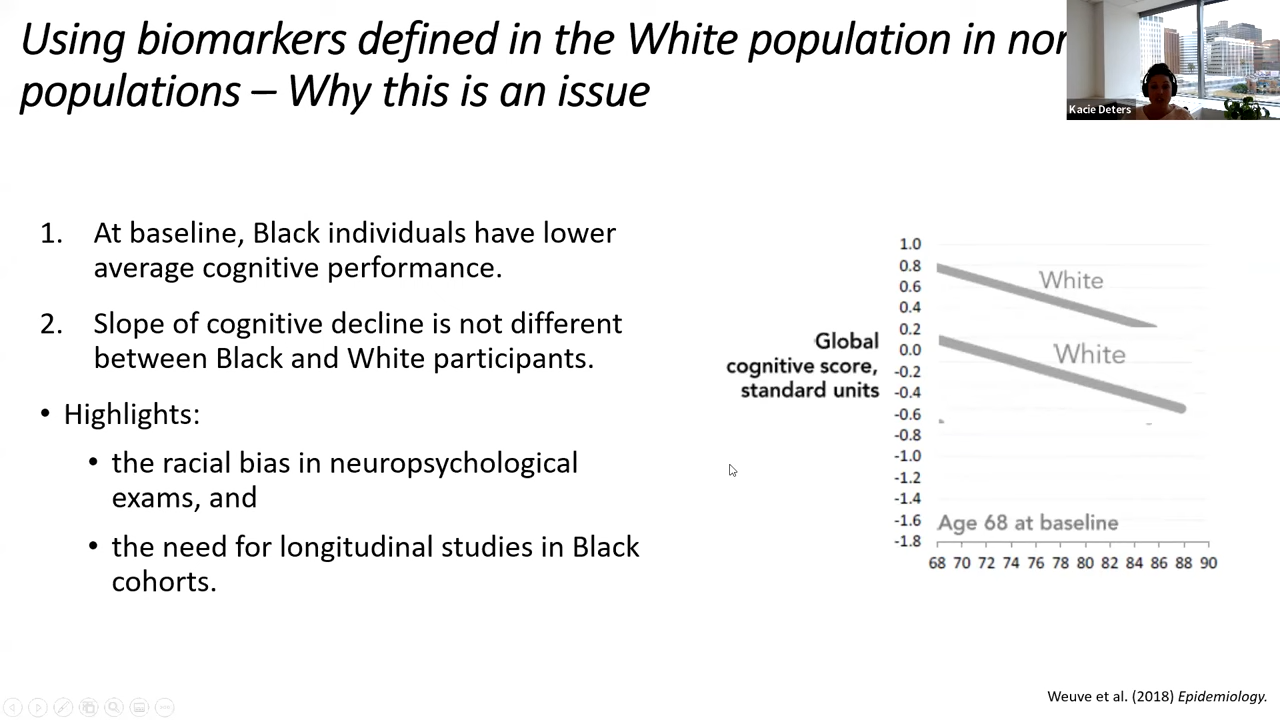 Using biomarkers defined in the White population in nor
populations – Why this is an issue
Kacie Deters
1. At baseline, Black individuals have lower
average cognitive performance.
2. Slope of cognitive decline is not different
between Black and White participants.
• Highlights:
• the racial bias in neuropsychological
exams, and
• the need for longitudinal studies in Black
cohorts.
Global
cognitive score,
standard units
1.0
0.8
0.6
0.4
0.2
0.0
-0.2
-0.4
-0.6
-0.8
-1.0
-1.2
-1.4
-1.6
-1.8
White
White
Age 68 at baseline
68 70 72 74 76 78 80 82 84 86 88 90
Weuve et al. (2018) Epidemiology.